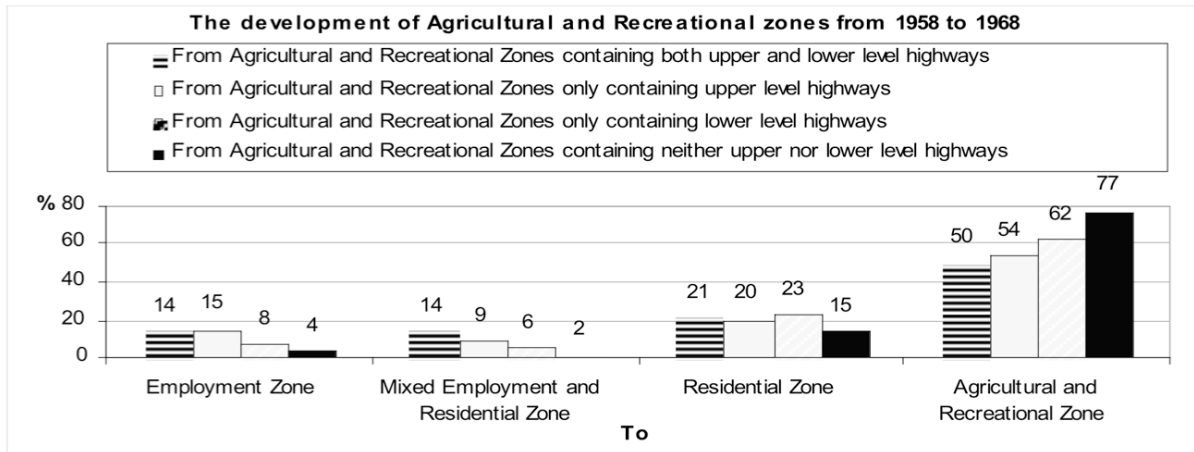 The development of Agricultural and Recreational zones from 1958 to 1968
From Agricultural and Recreational Zones containing both upper and lower level highways
From Agricultural and Recreational Zones only containing upper level highways
From Agricultural and Recreational Zones only containing lower level highways
From Agricultural and Recreational Zones containing neither upper nor lower level highways
% 80
60
40
20
0
14 15 8 4
14 9 6 2
21 20 23 15
50 54 62 77
Employment Zone
Mixed Employment and
Residential Zone
Residential Zone
Agricultural and
Recreational Zone
To